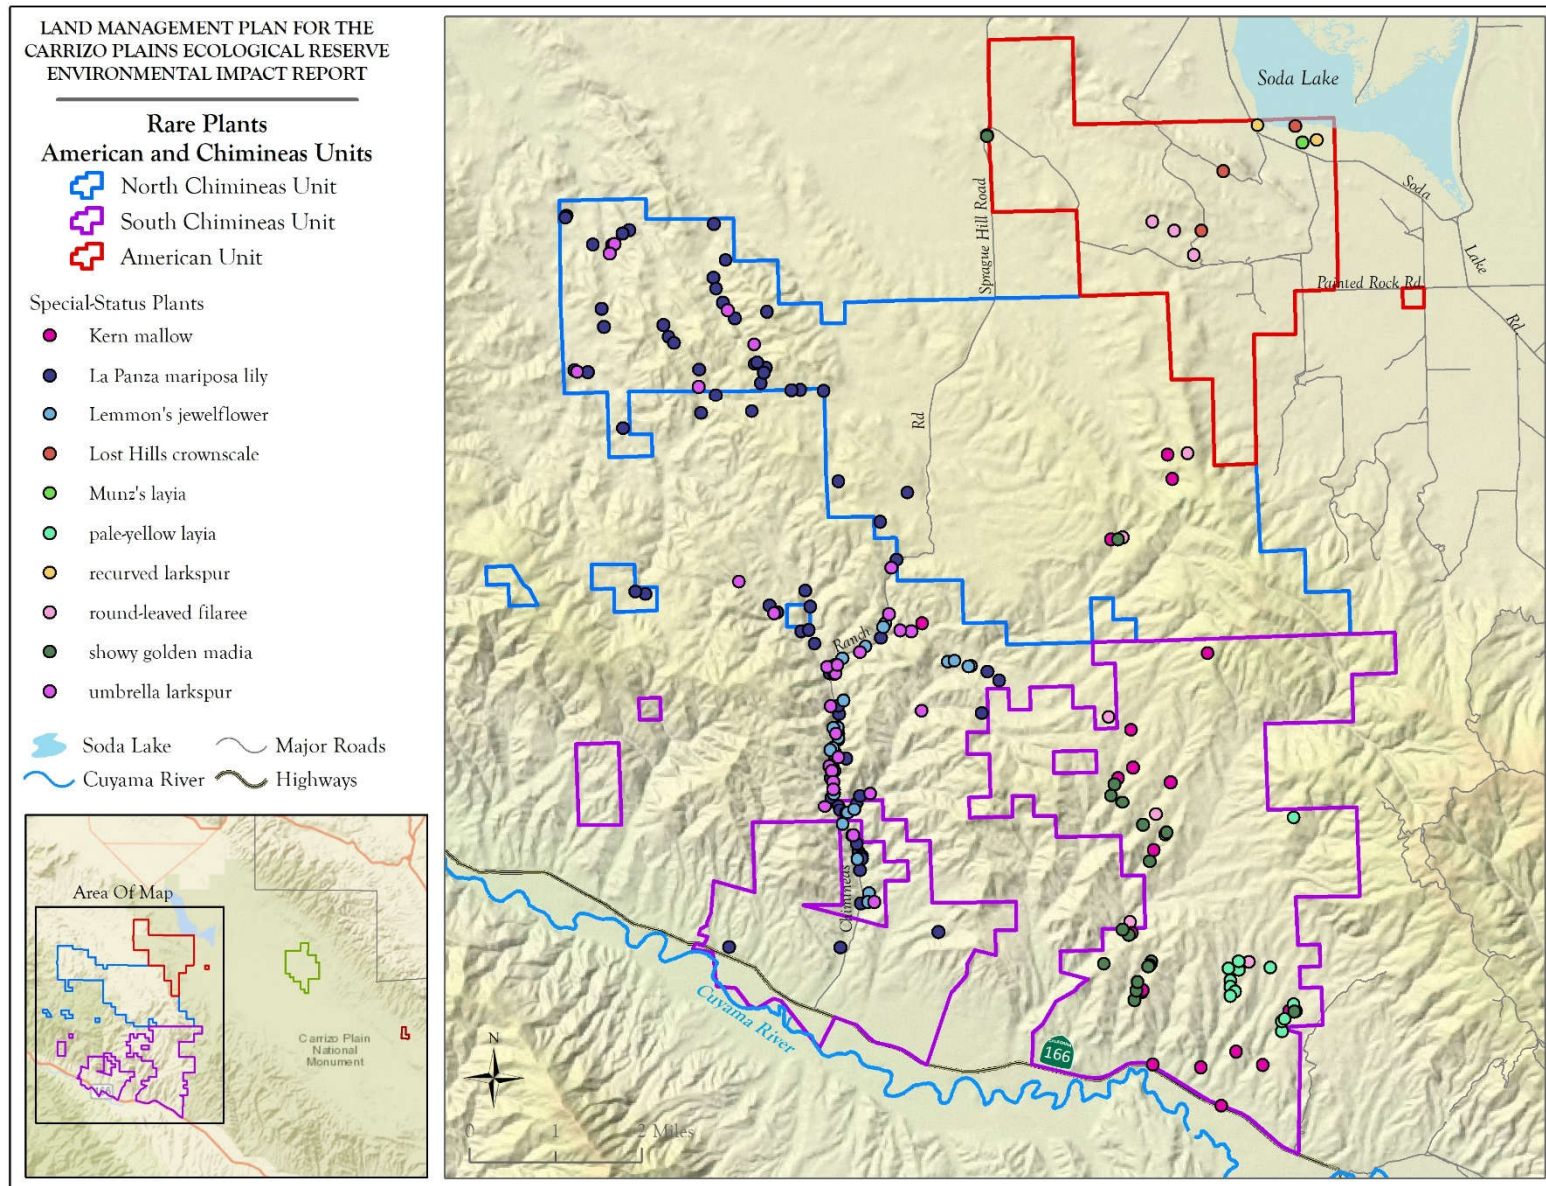 LAND MANAGEMENT PLAN FOR THE
CARRIZO PLAINS ECOLOGICAL RESERVE
ENVIRONMENTAL IMPACT REPORT
Rare Plants
American and Chimineas Units
North Chimineas Unit
South Chimineas Unit
American Unit
Special-Status Plants
Kern mallow
La Panza mariposa lily
Lemmon's jewelflower
Lost Hills crownscale
Munz's layia
pale-yellow layia
recurved larkspur
round-leaved filaree
showy golden madia
umbrella larkspur
Soda Lake
Major Roads
Cuyama River
Highways
Area Of Map
Carrizo Plain
National
Monument
166
Soda Lake
Soda
Lake
Rd
Painted Rock Rd
Sprague Hill Road
Rd
Ranch
Chimineas
Cuyama River
166
N
0 1 2 Miles